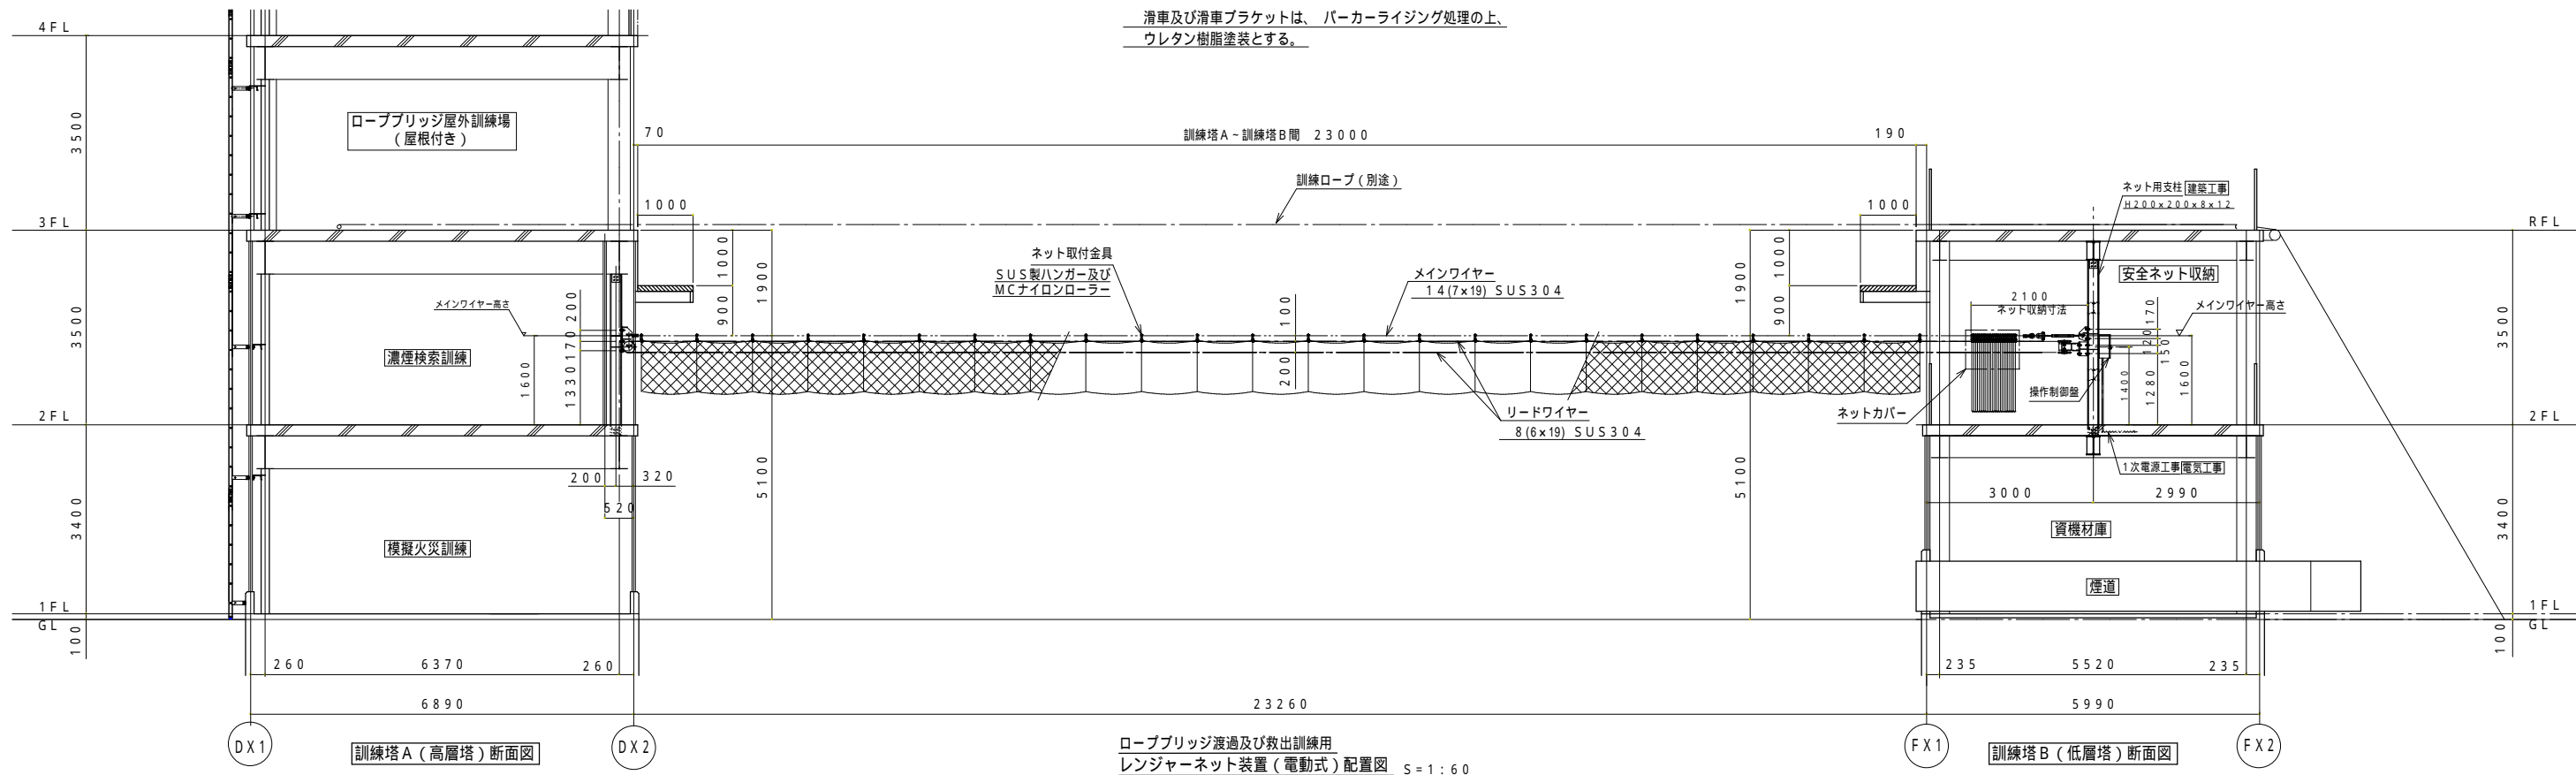 滑車及び滑車ブラケットは、 パーカーライジング処理の上、
ウレタン樹脂塗装とする。
4FL
3FL
2FL
1FL
GL
3500
3500
3400
100
ロープブリッジ屋外訓練場
(屋根付き)
濃煙検索訓練
模擬火災訓練
メインワイヤー高さ
1600
200
170
1330
200
320
520
260
6370
260
6890
DX1
DX2
訓練塔A(高層塔)断面図
70
訓練塔A~訓練塔B間 23000
190
訓練ロープ(別途)
1000
1000
900
1900
5100
ネット取付金具
SUS製ハンガー及び
MCナイロンローラー
メインワイヤー
14(7×19) SUS304
100
200
リードワイヤー
8(6×19) SUS304
1000
1000
900
1900
5100
23260
ロープブリッジ渡過及び救出訓練用
レンジャーネット装置(電動式)配置図 S=1:60
ネット用支柱 建築工事
H200×200×8×12
安全ネット収納
2100
ネット収納寸法
メインワイヤー高さ
170
120
150
1400
1280
1600
操作制御盤
ネットカバー
1次電源工事 電気工事
3000
2990
資機材庫
煙道
235
5520
235
5990
FX1
FX2
訓練塔B(低層塔)断面図
RFL
2FL
1FL
GL
3500
3400
100